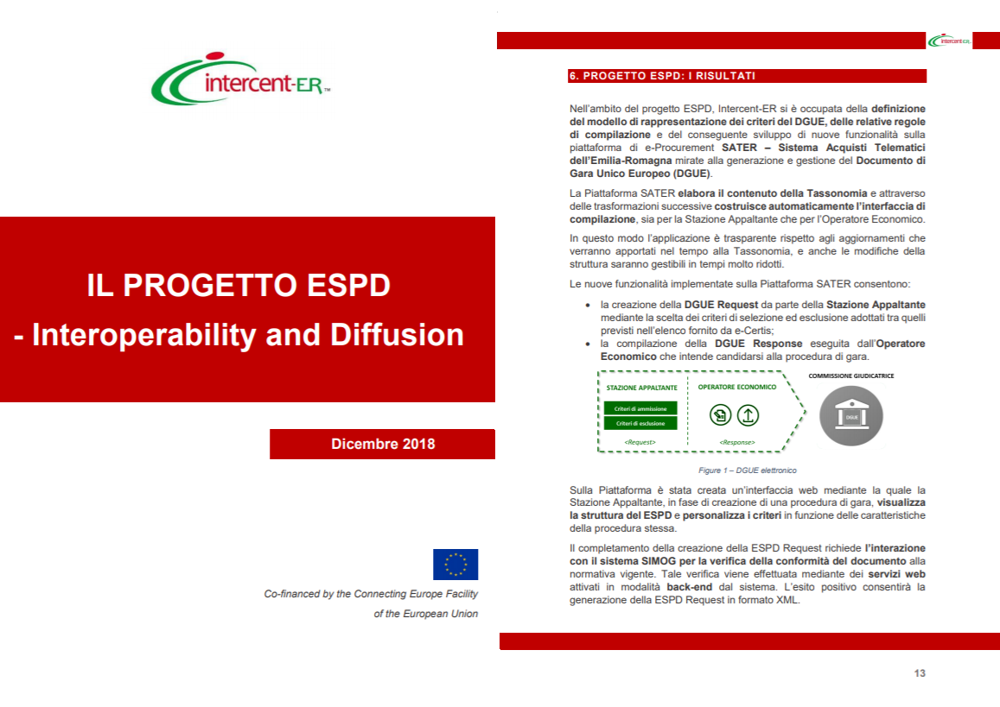 intercent-ER™
IL PROGETTO ESPD
- Interoperability and Diffusion
Dicembre 2018
Co-financed by the Connecting Europe Facility
of the European Union
intercent-ER
6. PROGETTO ESPD: I RISULTATI
Nell’ambito del progetto ESPD, Intercent-ER si è occupata della definizione
del modello di rappresentazione dei criteri del DGUE, delle relative regole
di compilazione e del conseguente sviluppo di nuove funzionalità sulla
piattaforma di e-Procurement SATER – Sistema Acquisti Telematici
dell’Emilia-Romagna mirate alla generazione e gestione del Documento di
Gara Unico Europeo (DGUE).
La Piattaforma SATER elabora il contenuto della Tassonomia e attraverso
delle trasformazioni successive costruisce automaticamente l’interfaccia di
compilazione, sia per la Stazione Appaltante che per l’Operatore Economico.
In questo modo l’applicazione è trasparente rispetto agli aggiornamenti che
verranno apportati nel tempo alla Tassonomia, e anche le modifiche della
struttura saranno gestibili in tempi molto ridotti.
Le nuove funzionalità implementate sulla Piattaforma SATER consentono:
• la creazione della DGUE Request da parte della Stazione Appaltante
mediante la scelta dei criteri di selezione ed esclusione adottati tra quelli
previsti nell’elenco fornito da e-Certis;
• la compilazione della DGUE Response eseguita dall’Operatore
Economico che intende candidarsi alla procedura di gara.
STAZIONE APPALTANTE
Criteri di ammissione
Criteri di esclusione
<Request>
OPERATORE ECONOMICO
<Response>
COMMISSIONE GIUDICATRICE
DGUE
Figure 1 – DGUE elettronico
Sulla Piattaforma è stata creata un’interfaccia web mediante la quale la
Stazione Appaltante, in fase di creazione di una procedura di gara, visualizza
la struttura del ESPD e personalizza i criteri in funzione delle caratteristiche
della procedura stessa.
Il completamento della creazione della ESPD Request richiede l’interazione
con il sistema SIMOG per la verifica della conformità del documento alla
normativa vigente. Tale verifica viene effettuata mediante dei servizi web
attivati in modalità back-end dal sistema. L’esito positivo consentirà la
generazione della ESPD Request in formato XML.
13